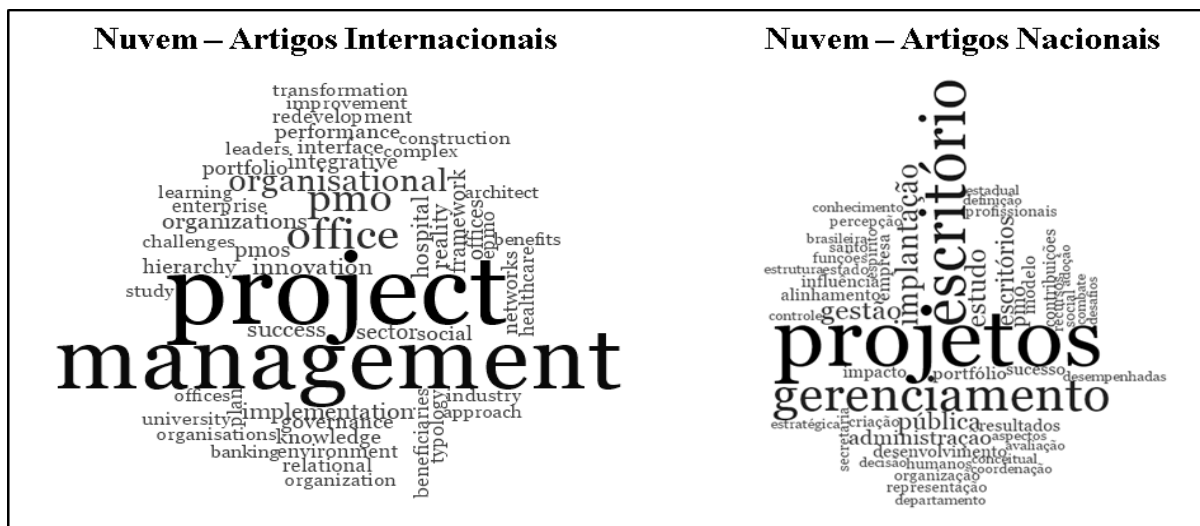 Nuvem – Artigos Internacionais
transformation
improvement
redevelopment
performance
construction
leaders
interface
complex
portfolio
integrative
organisational
learning
architect
enterprise
pmo
organizations
office
challenges
pmos
hospital
reality
framework
offices
epmo
benefits
hierarchy
innovation
study
project
networks
healthcare
success
sector
social
management
offices
plan
implementation
beneficiaries
typology
industry
approach
university
governance
organisations
knowledge
banking
environment
relational
organization
Nuvem – Artigos Nacionais
escritório
implantação
estadual
definição
profissionais
conhecimento
percepção
brasileira
santo
espírito
empresa
funções
estrutura
estado
influência
alinhamento
estudo
escritórios
pmo
modelo
contribuições
recursos
social
adoção
combate
desafios
controle
gestão
projetos
impacto
portfólio
sucesso
desempenhadas
gerenciamento
estratégica
secretaria
criação
pública
resultados
administração
aspectos
avaliação
desenvolvimento
decisão
humanos
conceitual
coordenação
organização
representação
departamento